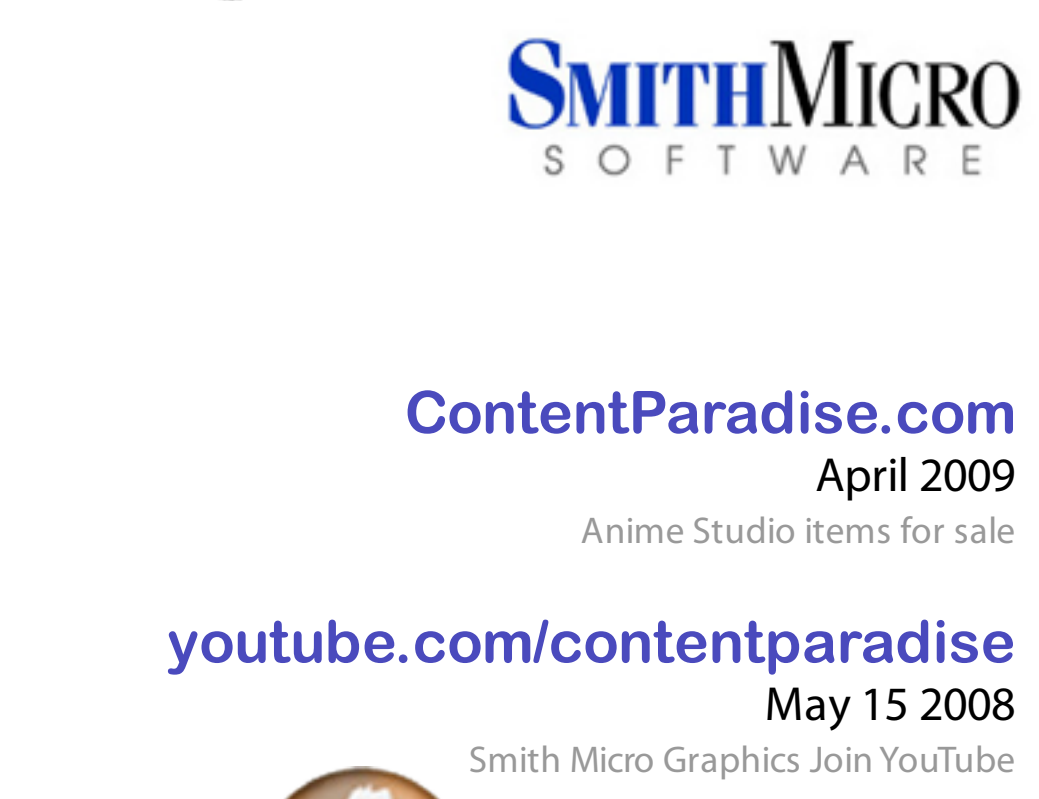 SMITHMICRO
SOFTWARE
ContentParadise.com
April 2009
Anime Studio items for sale
youtube.com/contentparadise
May 15 2008
Smith Micro Graphics Join YouTube